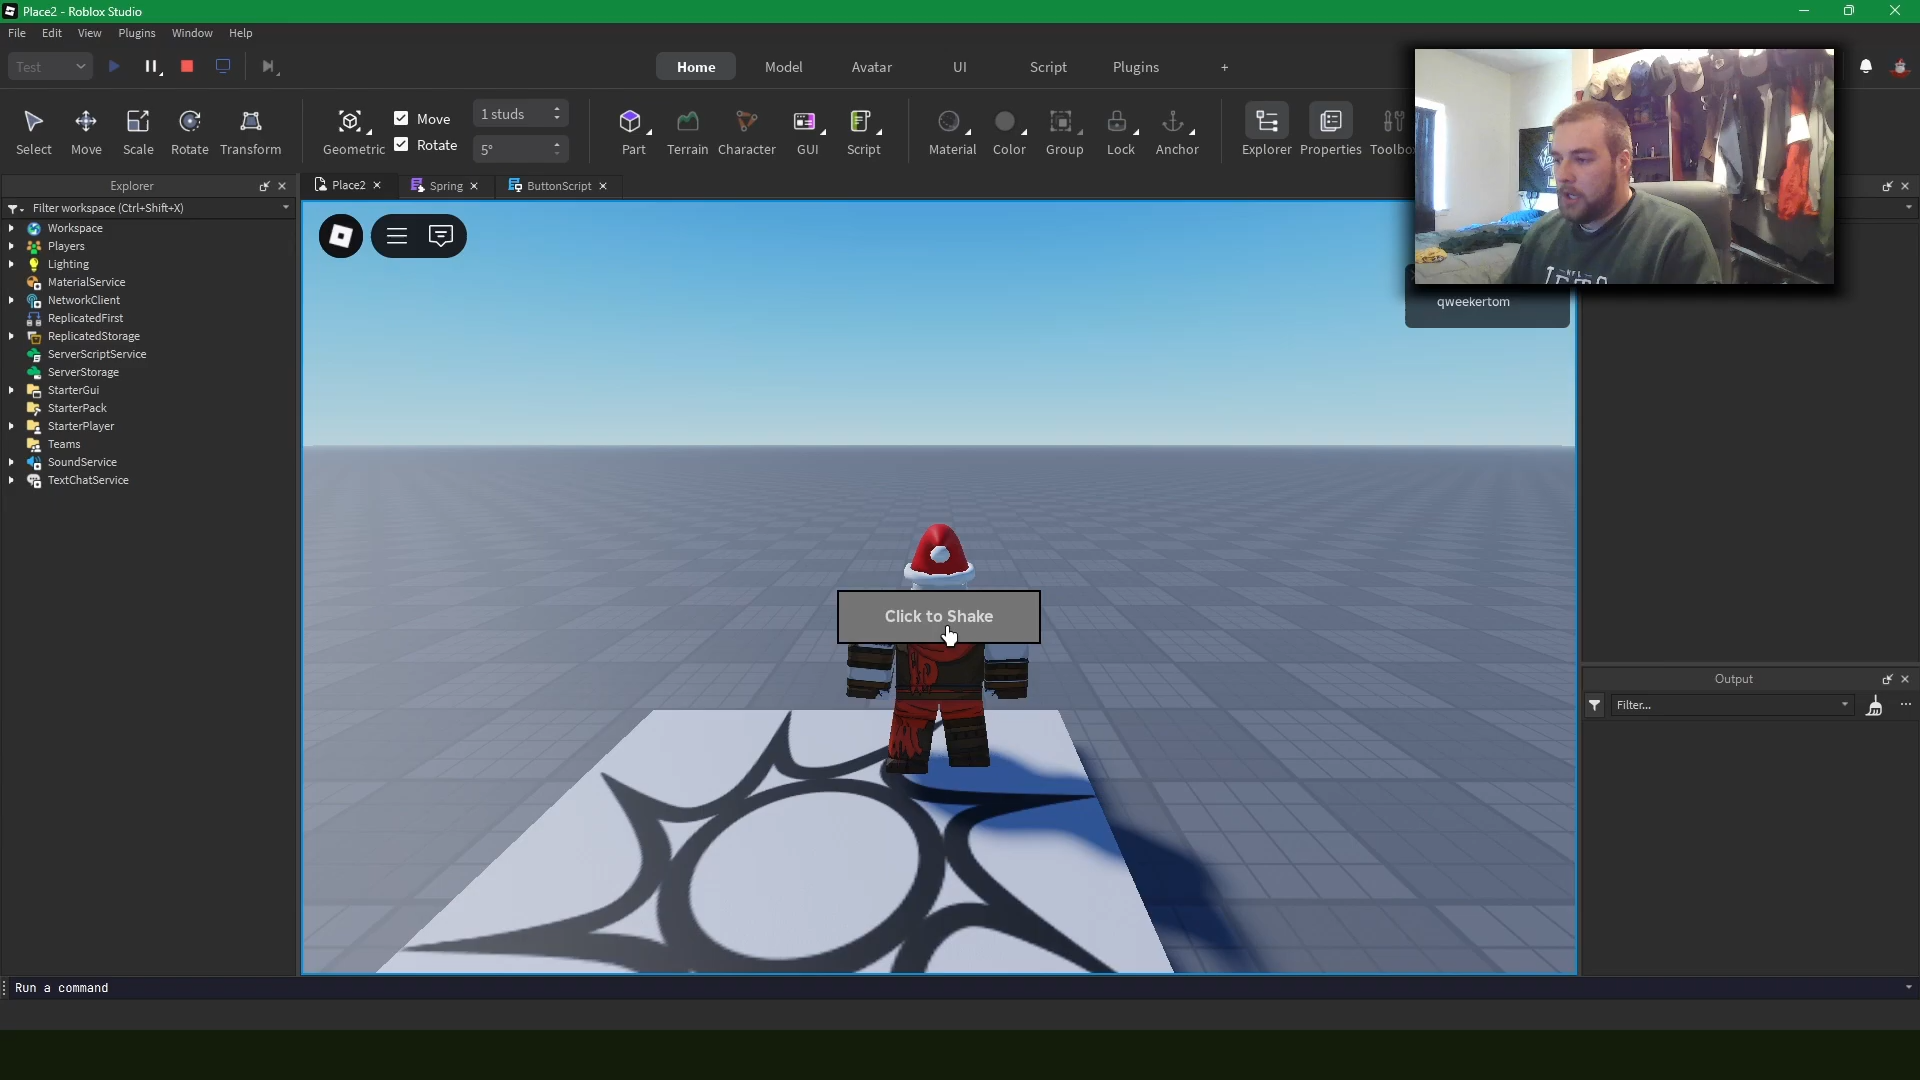 Place2 - Roblox Studio
File Edit View Plugins Window Help
Test
Home Model Avatar UI Script Plugins +
Select Move Scale Rotate Transform
Geometric
Move
Rotate
1 studs
5°
Part Terrain Character GUI Script
Material Color Group Lock Anchor
Explorer Properties Toolbo
Explorer
Place2
Spring
ButtonScript
Filter workspace (Ctrl+Shift+X)
Workspace
Players
Lighting
MaterialService
NetworkClient
ReplicatedFirst
ReplicatedStorage
ServerScriptService
ServerStorage
StarterGui
StarterPack
StarterPlayer
Teams
SoundService
TextChatService
NFL
qweekertom
Click to Shake
Output
Filter...
Run a command